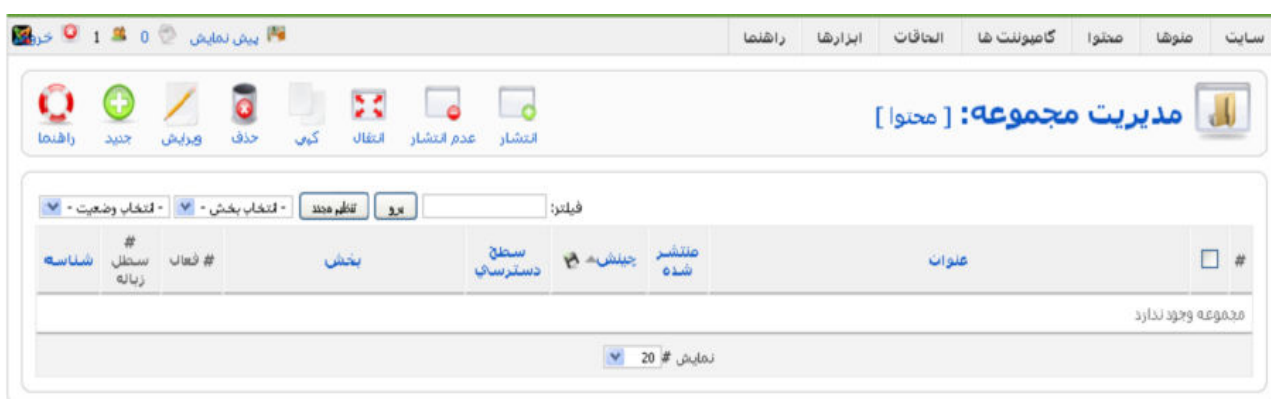 سایت منوها محتوا کامپوننت ها الحاقات ابزارها راهنما پیش نمایش 0 1 خروج
مدیریت مجموعه: [ محتوا ]
انتشار عدم انتشار انتقال کپی حذف ویرایش جدید راهنما
فیلتر: برو تنظیم مجدد - انتخاب بخش - - انتخاب وضعیت -
# عنوان منتشر شده چینش سطح دسترسي بخش # فعال # سطل زباله شناسه
مجموعه وجود ندارد
نمایش # 20